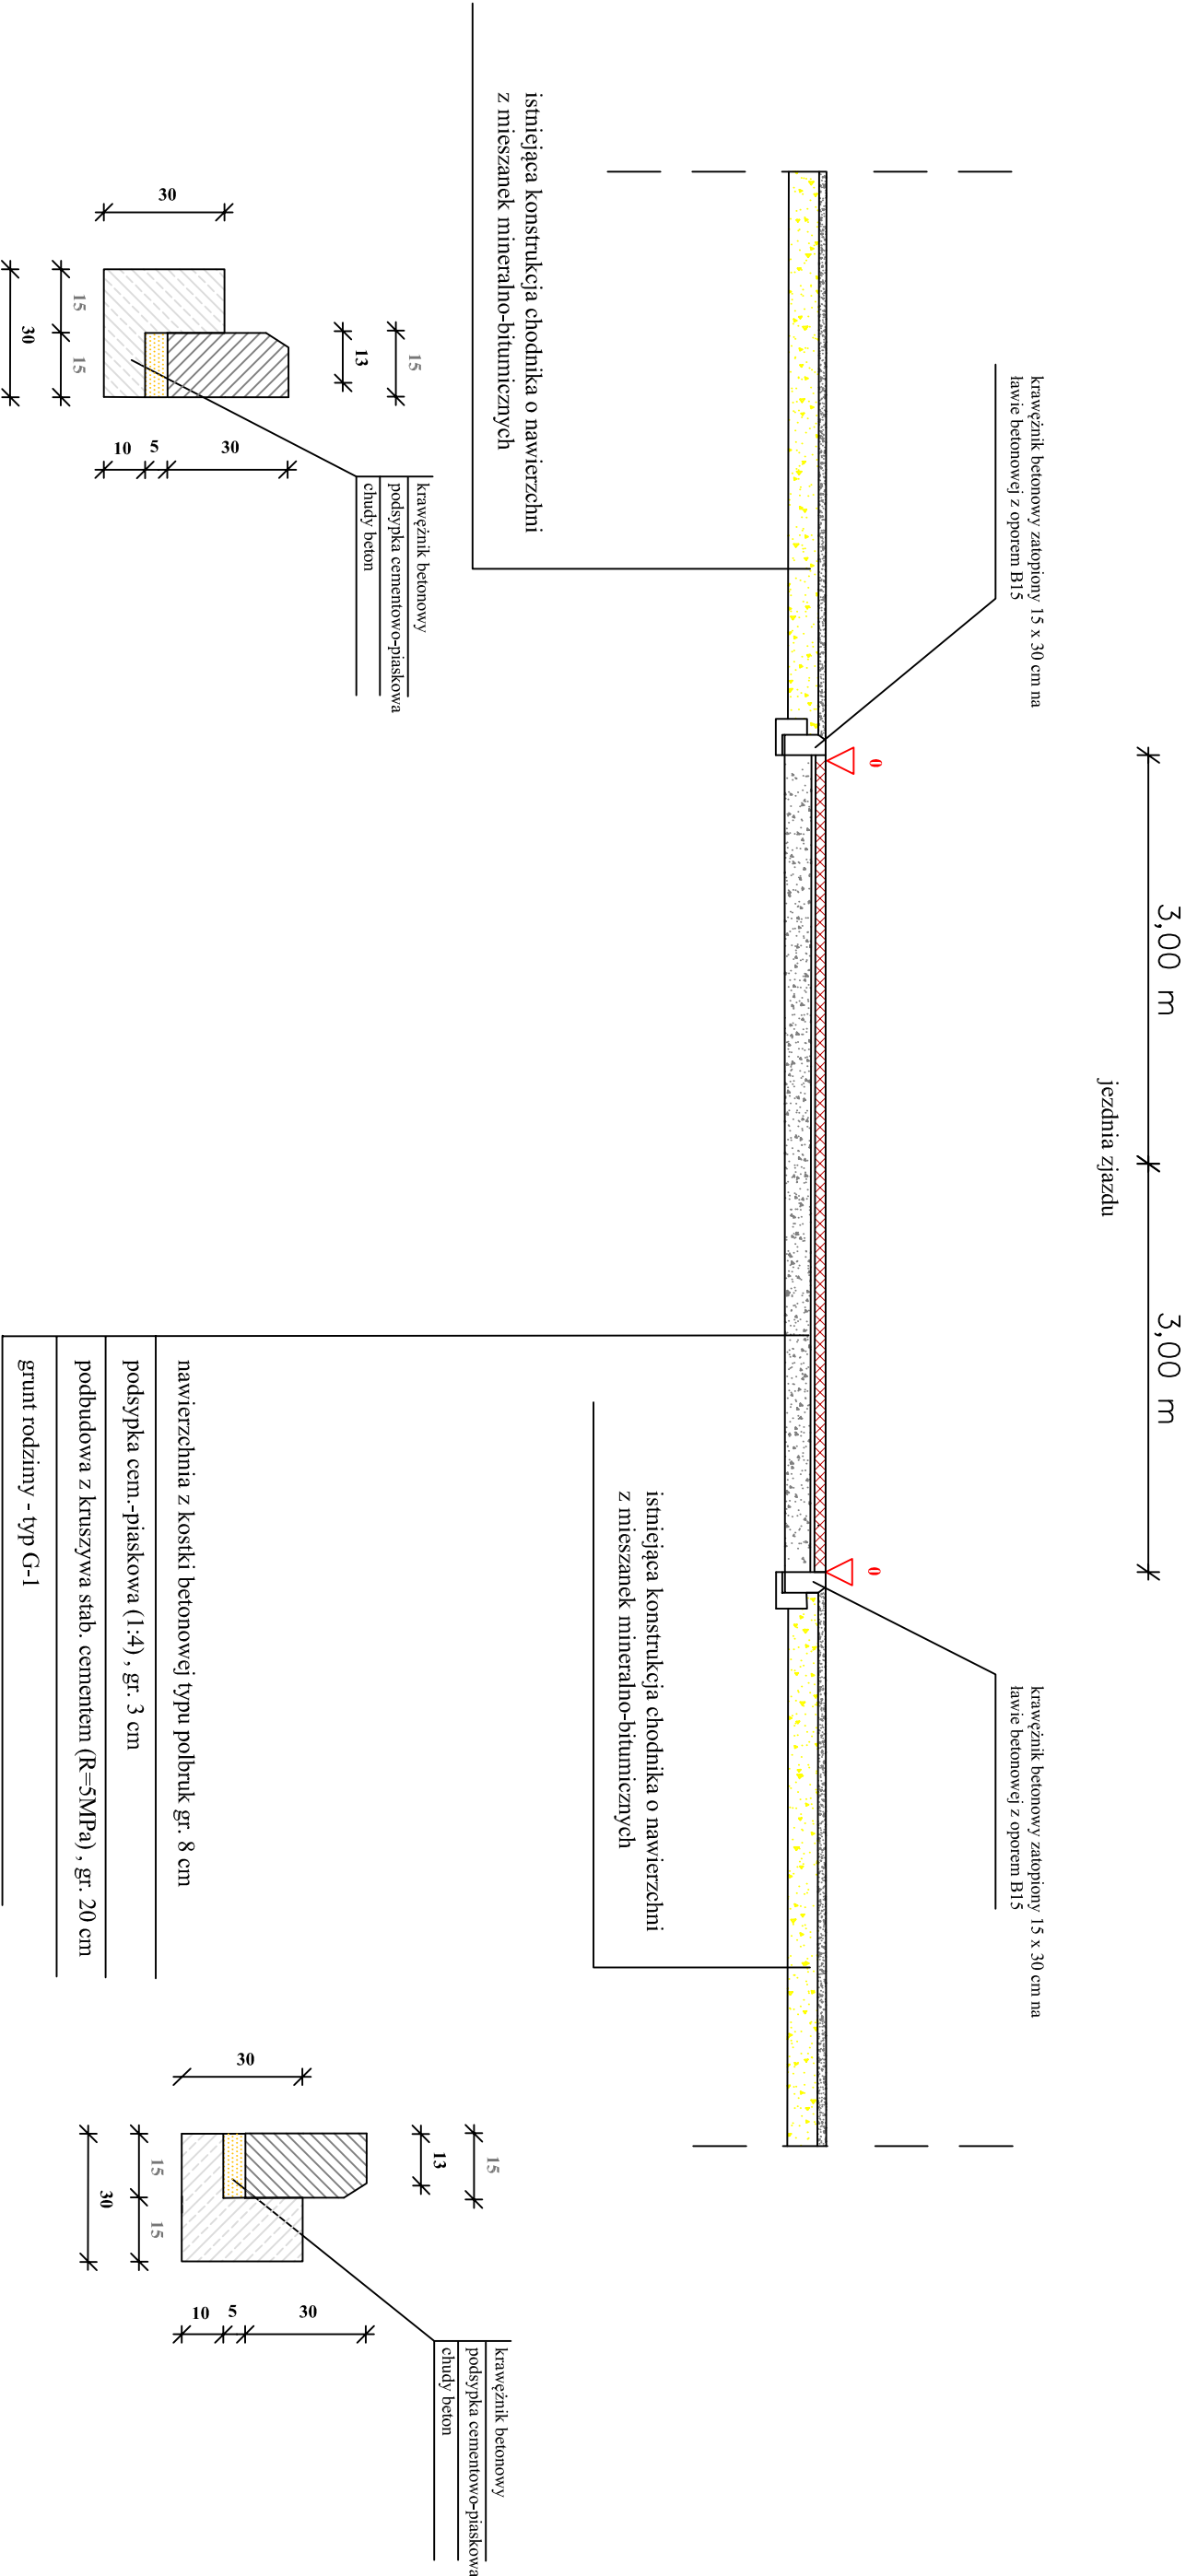 3,00 m
3,00 m
jezdnia zjazdu
krawężnik betonowy zatopiony 15 x 30 cm na
ławie betonowej z oporem B15
krawężnik betonowy zatopiony 15 x 30 cm na
ławie betonowej z oporem B15
0
0
istniejąca konstrukcja chodnika o nawierzchni
z mieszanek mineralno-bitumicznych
istniejąca konstrukcja chodnika o nawierzchni
z mieszanek mineralno-bitumicznych
nawierzchnia z kostki betonowej typu polbruk gr. 8 cm
podsypka cem.-piaskowa (1:4) , gr. 3 cm
podbudowa z kruszywa stab. cementem (R=5MPa) , gr. 20 cm
grunt rodzimy - typ G-1
15
13
30
30
5
10
15
15
30
krawężnik betonowy
podsypka cementowo-piaskowa
chudy beton
15
13
30
30
5
10
15
15
30
krawężnik betonowy
podsypka cementowo-piaskowa
chudy beton